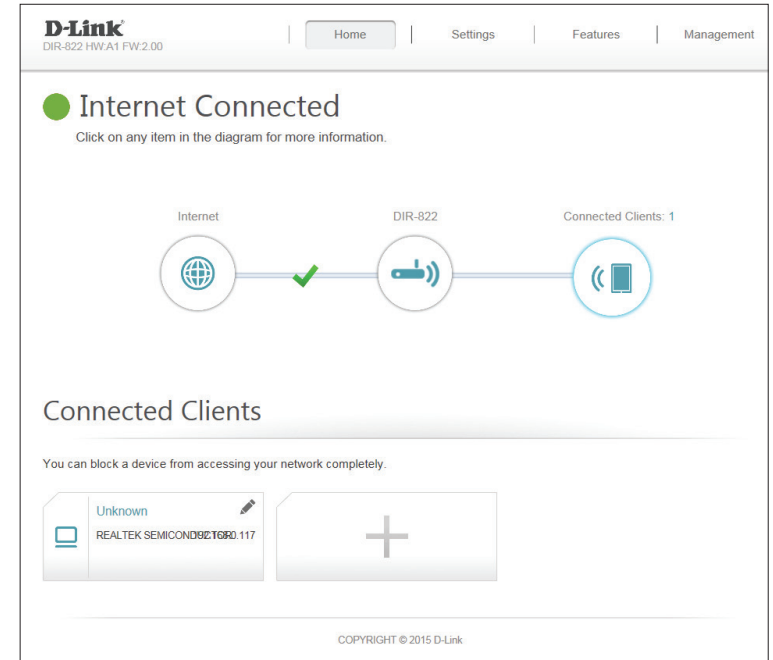 D-Link
DIR-822 HW:A1 FW:2.00
Home Settings Features Management
Internet Connected
Click on any item in the diagram for more information.
Internet DIR-822 Connected Clients: 1
Connected Clients
You can block a device from accessing your network completely.
Unknown
REALTEK SEMICONDUCTOR
COPYRIGHT © 2015 D-Link